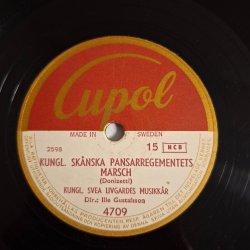 Cupol
MADE IN SWEDEN
2598 15 NCB
KUNGL. SKÅNSKA PANSARREGEMENTETS
MARSCH
(Donizetti)
KUNGL. SVEA LIVGARDES MUSIKKÅR
Dir.: Ille Gustafsson
4709